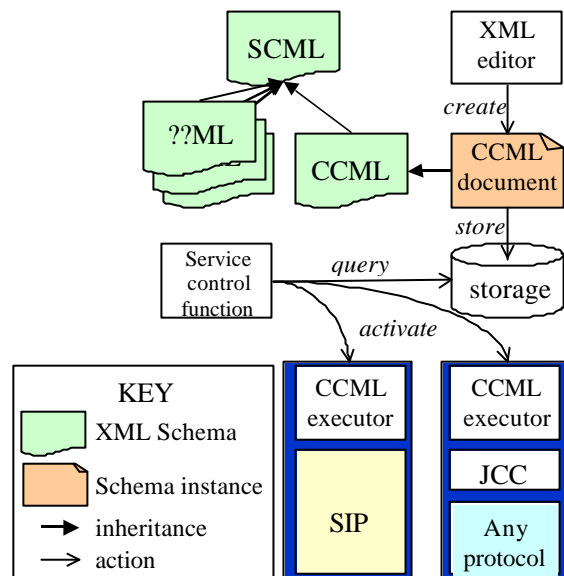 SCML
XML
editor
create
??ML
CCML
CCML
document
store
Service
control
function
query
storage
activate
KEY
XML Schema
Schema instance
inheritance
action
CCML
executor
SIP
CCML
executor
JCC
Any
protocol